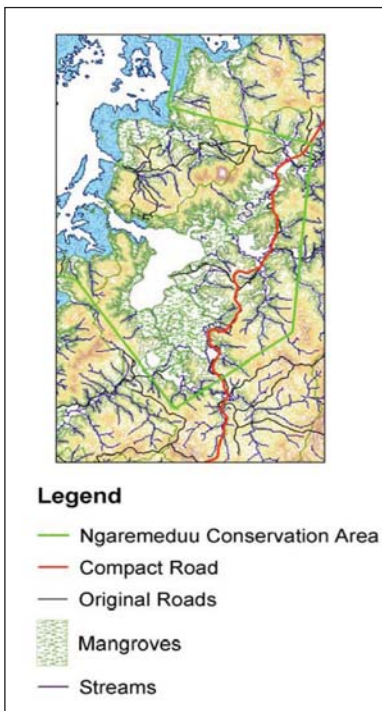 Legend
Ngaremeduu Conservation Area
Compact Road
Original Roads
Mangroves
Streams